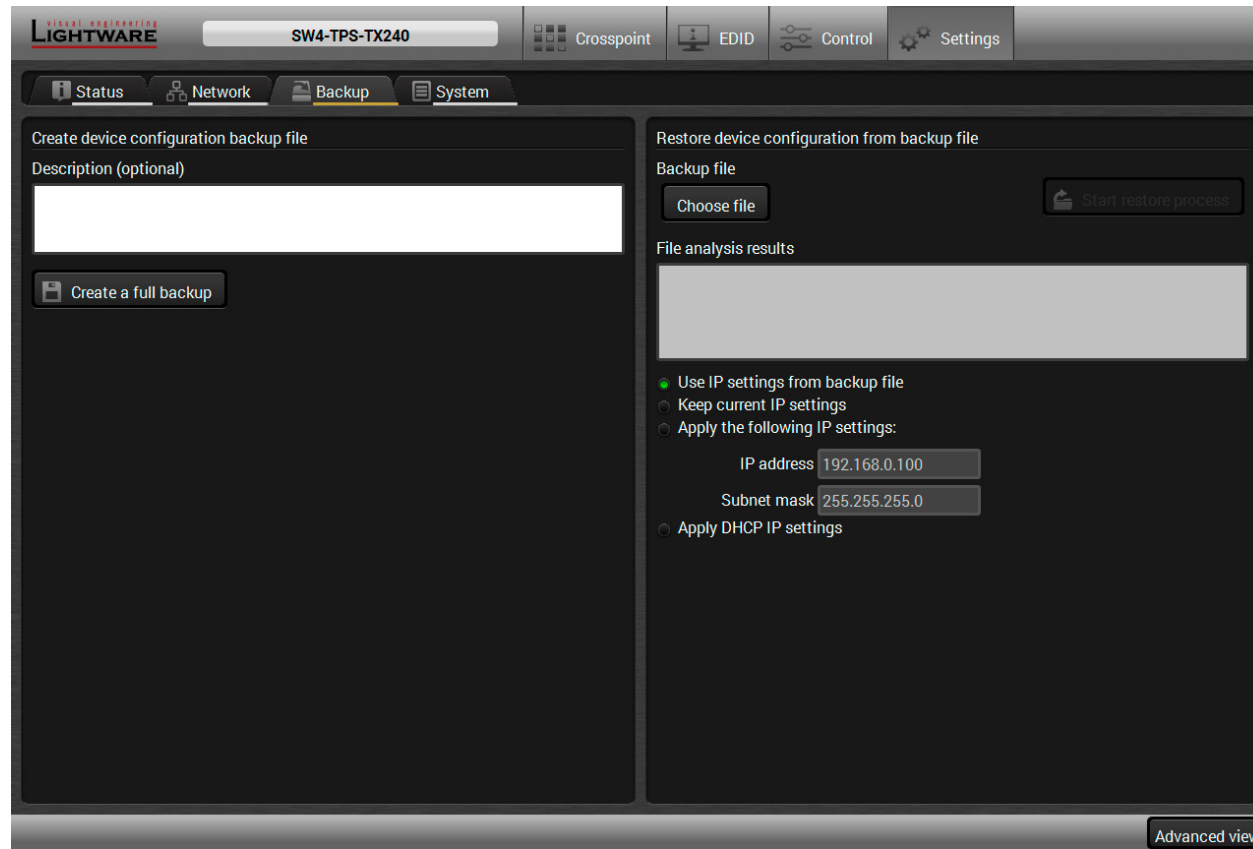 visual engineering
LIGHTWARE
SW4-TPS-TX240
Crosspoint
EDID
Control
Settings
Status
Network
Backup
System
Create device configuration backup file
Description (optional)
Create a full backup
Restore device configuration from backup file
Backup file
Choose file
Start restore process
File analysis results
Use IP settings from backup file
Keep current IP settings
Apply the following IP settings:
IP address 192.168.0.100
Subnet mask 255.255.255.0
Apply DHCP IP settings
Advanced view